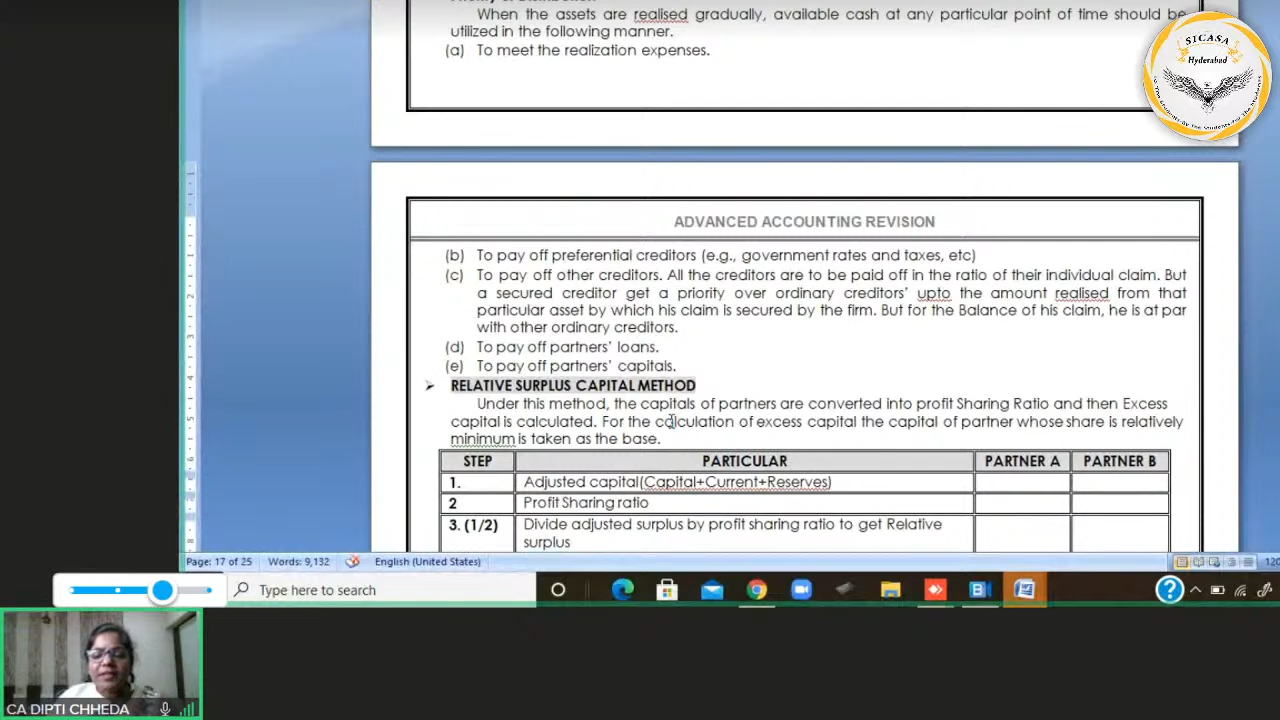 When the assets are realised gradually, available cash at any particular point of time should be
utilized in the following manner.
(a) To meet the realization expenses.
SICASA
Hyderabad
To The Students By The Students For The Students
ADVANCED ACCOUNTING REVISION
(b) To pay off preferential creditors (e.g., government rates and taxes, etc)
(c) To pay off other creditors. All the creditors are to be paid off in the ratio of their individual claim. But
a secured creditor get a priority over ordinary creditors' upto the amount realised from that
particular asset by which his claim is secured by the firm. But for the Balance of his claim, he is at par
with other ordinary creditors.
(d) To pay off partners' loans.
(e) To pay off partners' capitals.
RELATIVE SURPLUS CAPITAL METHOD
Under this method, the capitals of partners are converted into profit Sharing Ratio and then Excess
capital is calculated. For the calculation of excess capital the capital of partner whose share is relatively
minimum is taken as the base.
STEP PARTICULAR PARTNER A PARTNER B
1. Adjusted capital(Capital+Current+Reserves)
2 Profit Sharing ratio
3. (1/2) Divide adjusted surplus by profit sharing ratio to get Relative
surplus
Page: 17 of 25 Words: 9,132 English (United States) 120
Type here to search
CA DIPTI CHHEDA